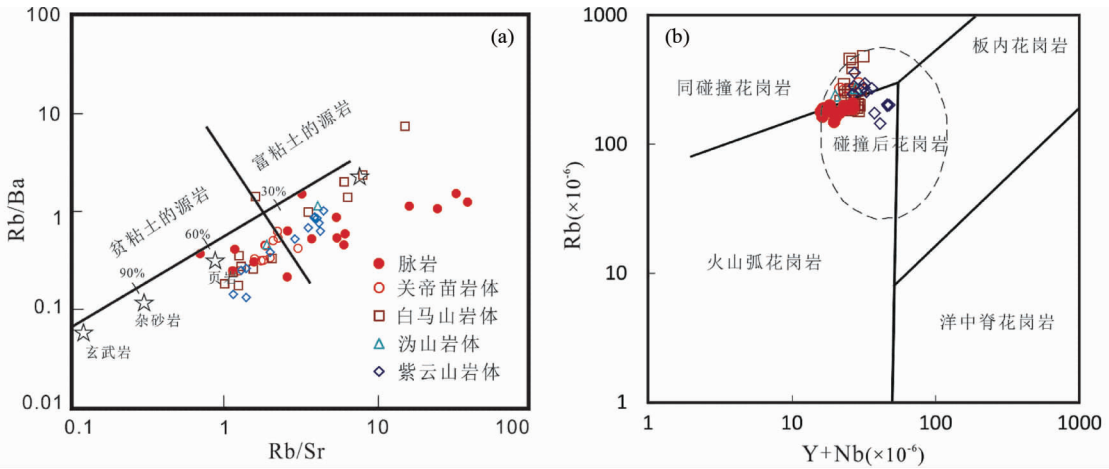 100
10
1
0.1
0.01
Rb/Ba
(a)
富粘土的源岩
贫粘土的源岩
30%
60%
90%
页岩
杂砂岩
玄武岩
脉岩
关帝苗岩体
白马山岩体
沩山岩体
紫云山岩体
0.1
1
10
100
Rb/Sr
1000
100
10
1
Rb(×10⁻⁶)
(b)
板内花岗岩
同碰撞花岗岩
碰撞后花岗岩
火山弧花岗岩
洋中脊花岗岩
1
10
100
1000
Y+Nb(×10⁻⁶)